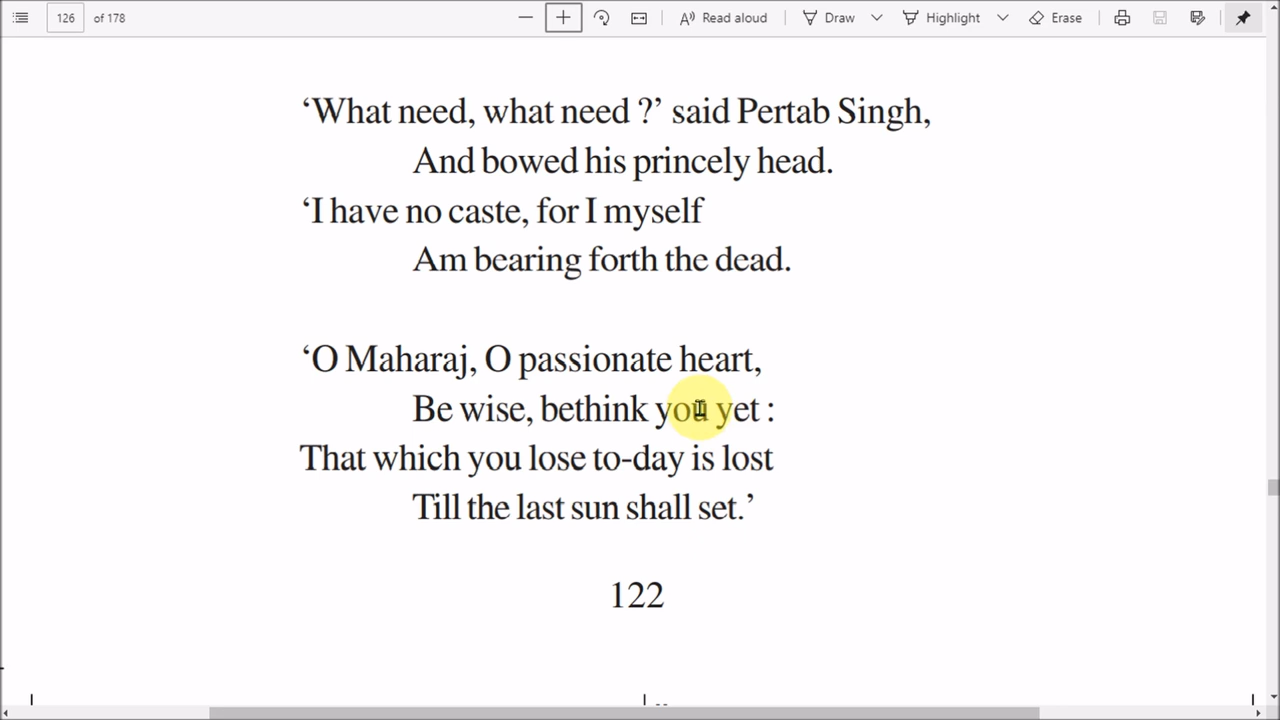 126 of 178 Read aloud Draw Highlight Erase
‘What need, what need ?’ said Pertab Singh,
And bowed his princely head.
‘I have no caste, for I myself
Am bearing forth the dead.
‘O Maharaj, O passionate heart,
Be wise, bethink you yet :
That which you lose to-day is lost
Till the last sun shall set.’
122